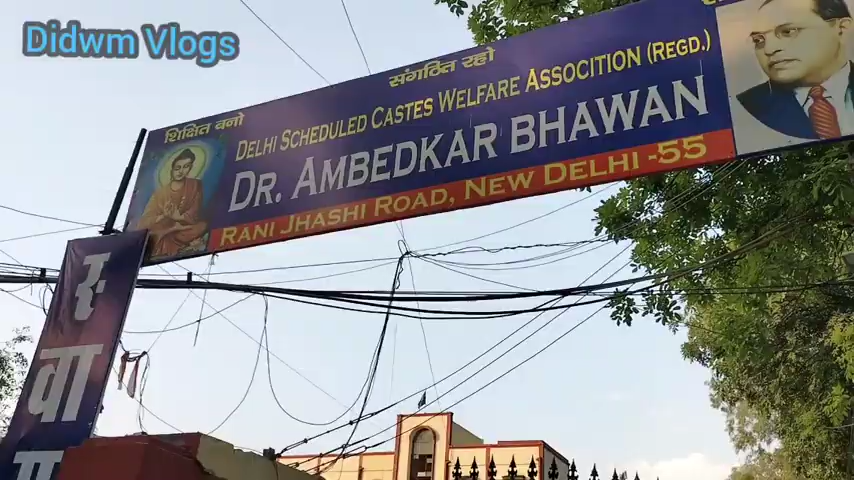 Didwm Vlogs
शिक्षित बनो
संगठित रहो
DELHI SCHEDULED CASTES WELFARE ASSOCITION (REGD.)
DR. AMBEDKAR BHAWAN
RANI JHASHI ROAD, NEW DELHI -55